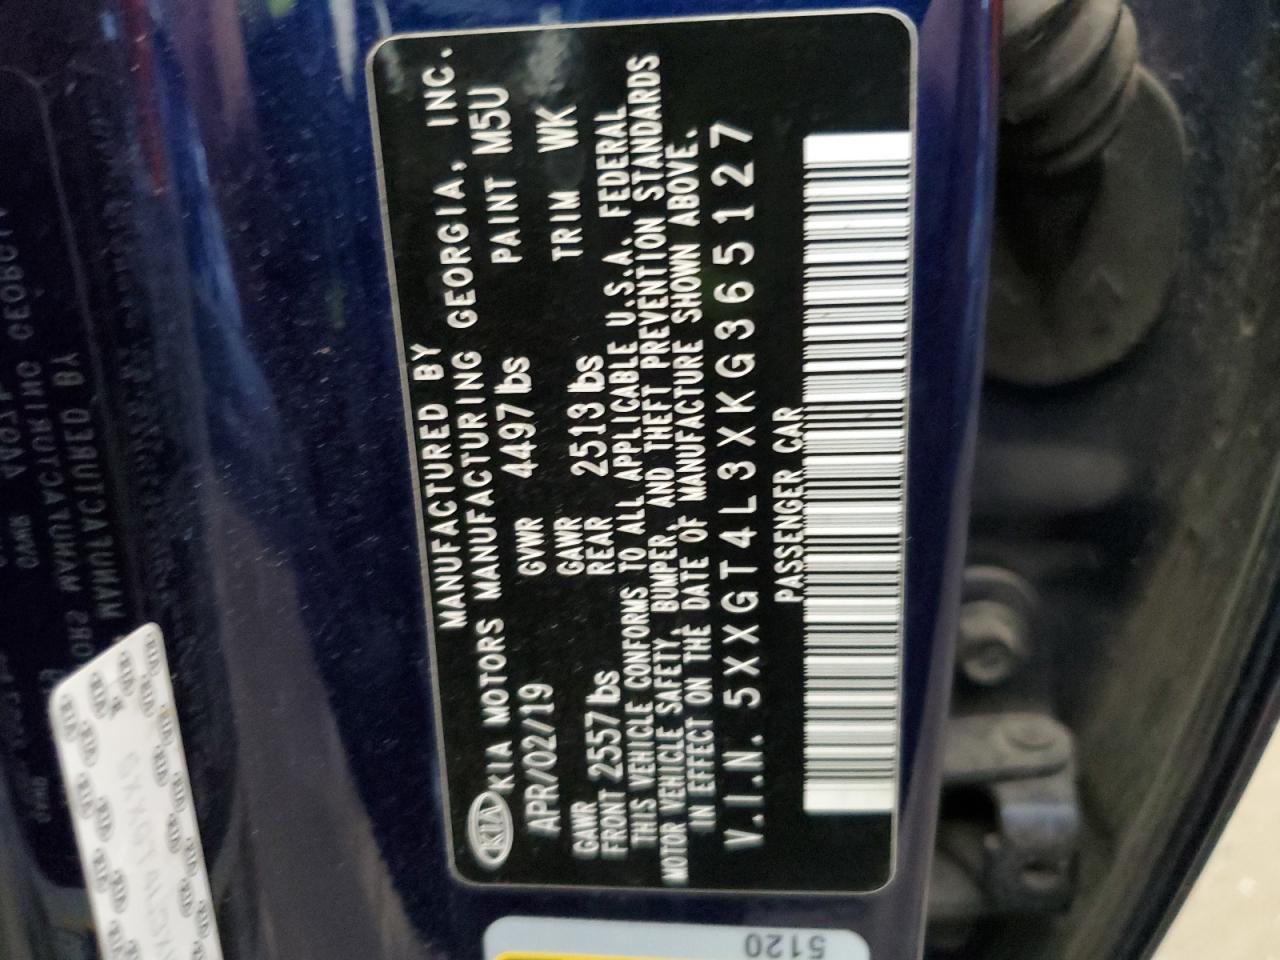 MANUFACTURED BY
KIA KIA MOTORS MANUFACTURING GEORGIA, INC.
APR/02/19 GVWR 4497 lbs PAINT M5U
GAWR FRONT 2557 lbs GAWR REAR 2513 lbs TRIM WK
THIS VEHICLE CONFORMS TO ALL APPLICABLE U.S.A. FEDERAL
MOTOR VEHICLE SAFETY, BUMPER, AND THEFT PREVENTION STANDARDS
IN EFFECT ON THE DATE OF MANUFACTURE SHOWN ABOVE.
V.I.N. 5XXGT4L3XKG365127
PASSENGER CAR
5120